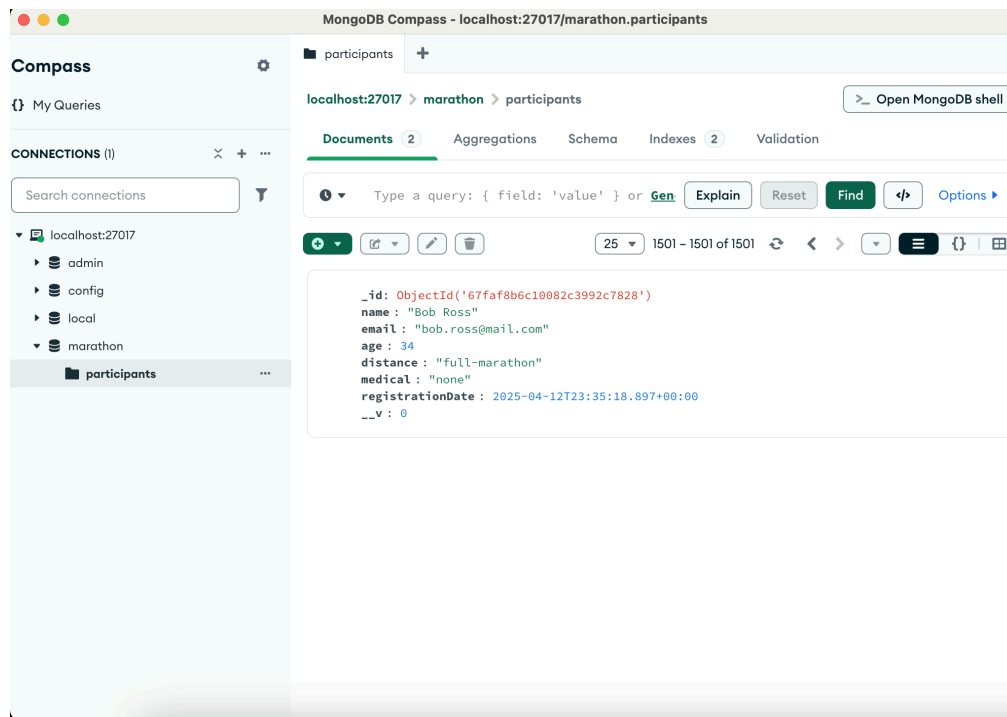 MongoDB Compass - localhost:27017/marathon.participants
Compass
{} My Queries
CONNECTIONS (1)
Search connections
localhost:27017
admin
config
local
marathon
participants
participants
localhost:27017 > marathon > participants
>_ Open MongoDB shell
Documents 2
Aggregations
Schema
Indexes 2
Validation
Type a query: { field: 'value' } or Gen
Explain
Reset
Find
</>
Options
25
1501 – 1501 of 1501
{}
_id: ObjectId('67faf8b6c10082c3992c7828')
name : "Bob Ross"
email : "bob.ross@mail.com"
age : 34
distance : "full-marathon"
medical : "none"
registrationDate : 2025-04-12T23:35:18.897+00:00
__v : 0